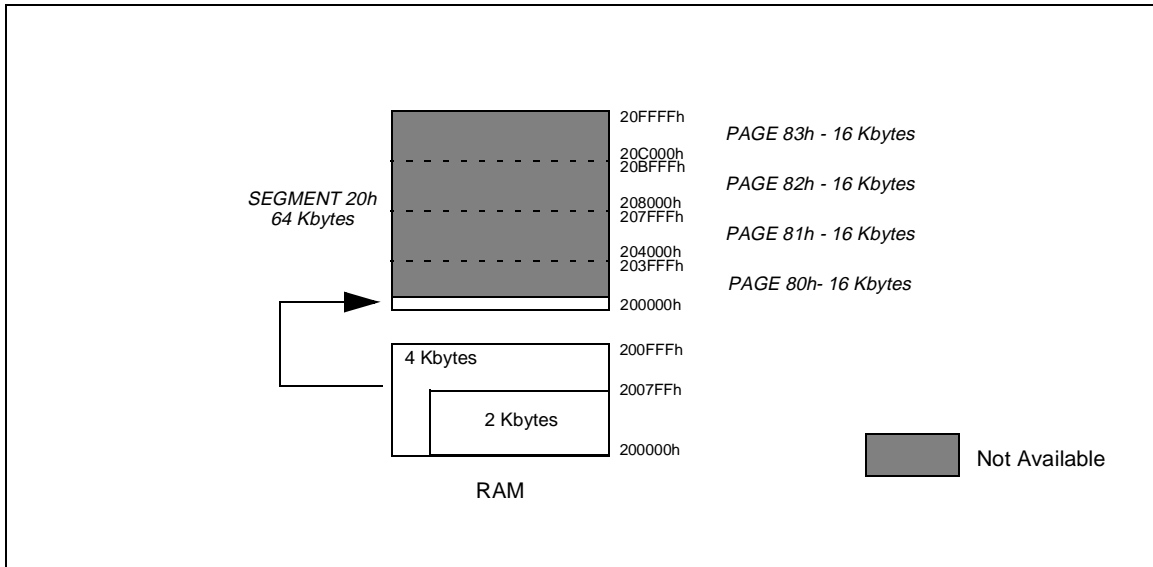 20FFFFh
PAGE 83h - 16 Kbytes
20C000h
20BFFFh
PAGE 82h - 16 Kbytes
SEGMENT 20h
64 Kbytes
208000h
207FFFh
PAGE 81h - 16 Kbytes
204000h
203FFFh
PAGE 80h- 16 Kbytes
200000h
4 Kbytes
200FFFh
2007FFh
2 Kbytes
200000h
Not Available
RAM